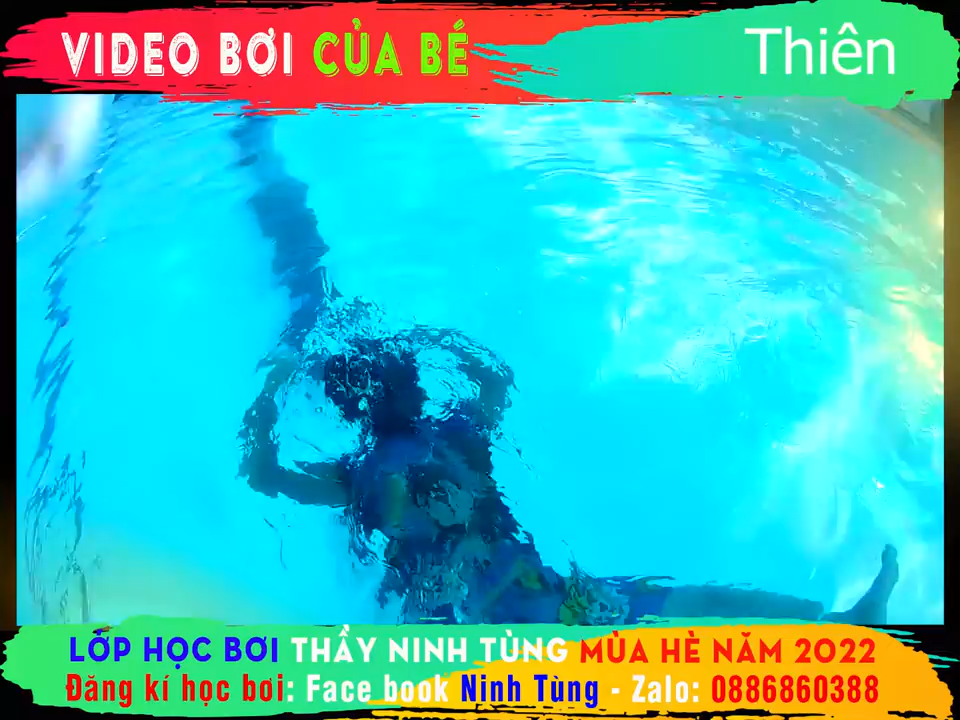 VIDEO BƠI CỦA BÉ
Thiên
LỚP HỌC BƠI THẦY NINH TÙNG MÙA HÈ NĂM 2022
Đăng kí học bơi: Face book Ninh Tùng - Zalo: 0886860388